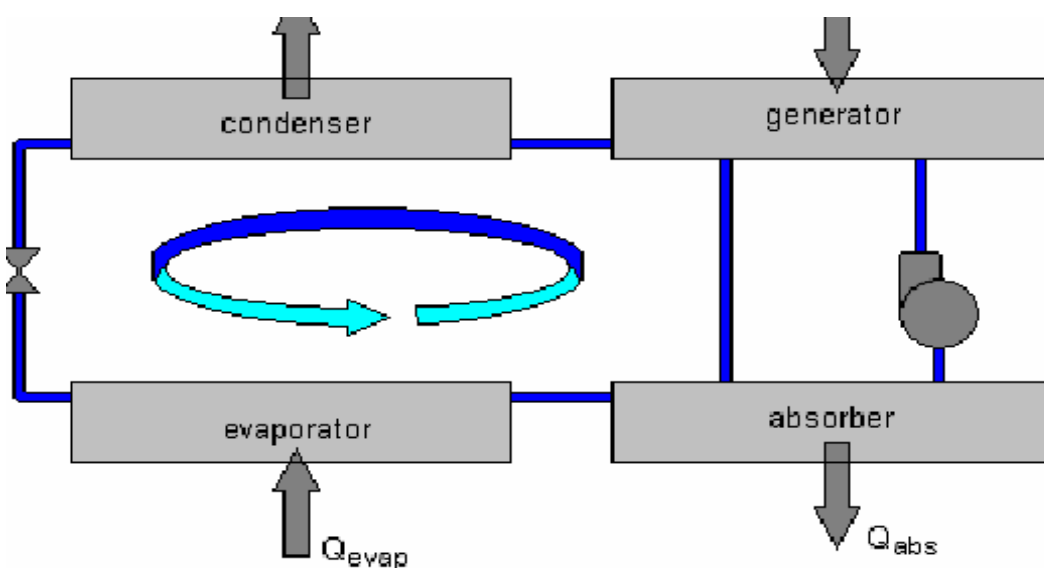 condenser
generator
evaporator
absorber
Qevap
Qabs